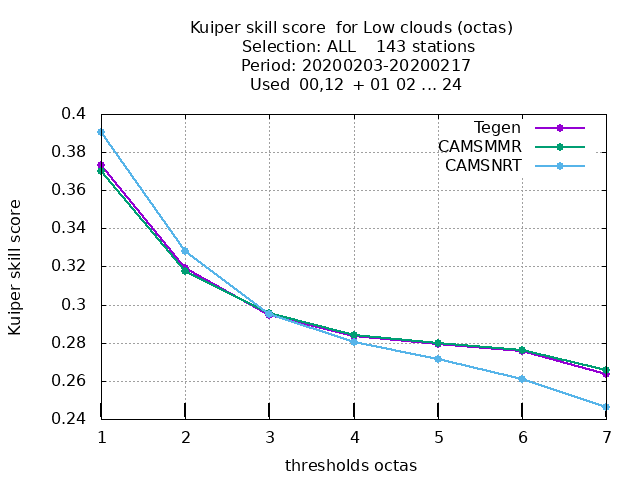 Kuiper skill score  for Low clouds (octas)
Selection: ALL    143 stations
Period: 20200203-20200217
Used  00,12  + 01 02 ... 24
Tegen
CAMSMMR
CAMSNRT
0.4
0.38
0.36
0.34
0.32
0.3
0.28
0.26
0.24
Kuiper skill score
1 2 3 4 5 6 7
thresholds octas